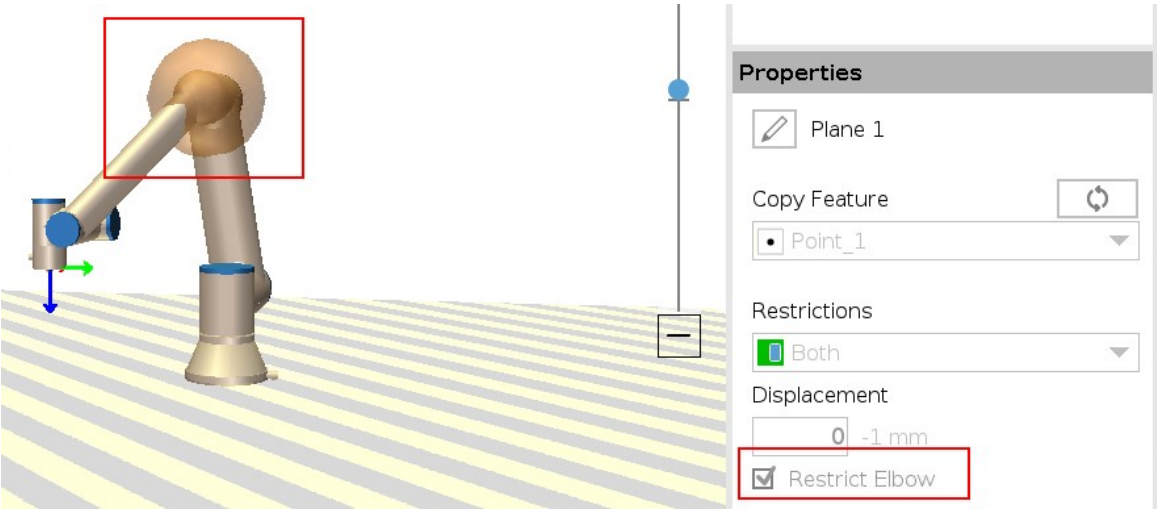 Properties
Plane 1
Copy Feature
Point_1
Restrictions
Both
Displacement
0 -1 mm
Restrict Elbow